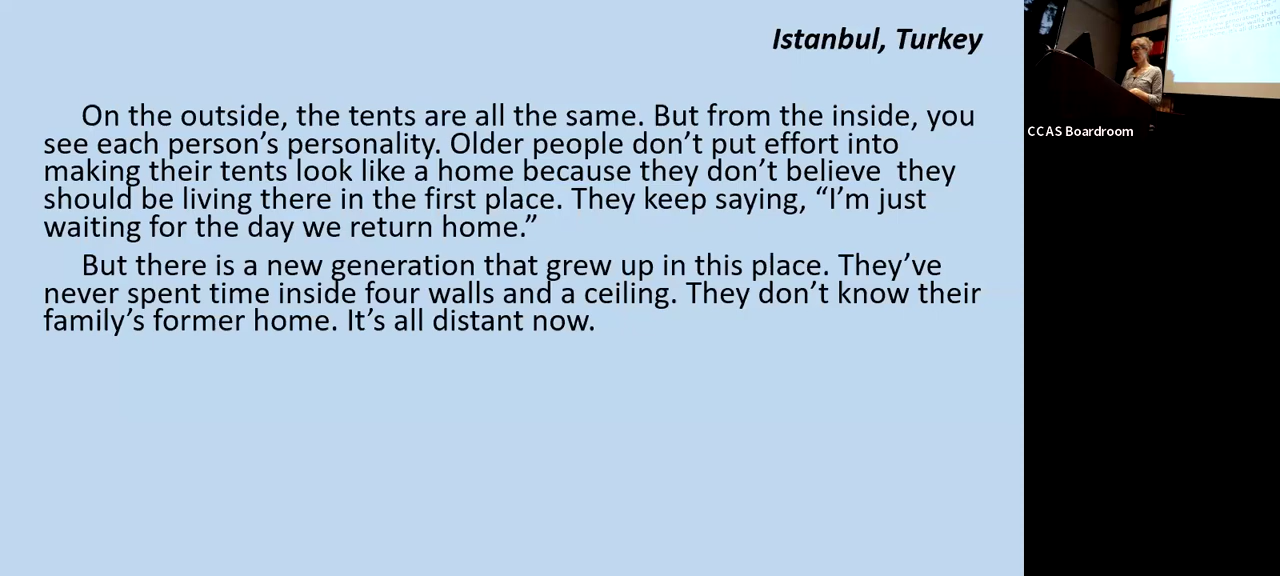 Istanbul, Turkey
On the outside, the tents are all the same. But from the inside, you
see each person’s personality. Older people don’t put effort into
making their tents look like a home because they don’t believe  they
should be living there in the first place. They keep saying, “I’m just
waiting for the day we return home.”
But there is a new generation that grew up in this place. They’ve
never spent time inside four walls and a ceiling. They don’t know their
family’s former home. It’s all distant now.
CCAS Boardroom